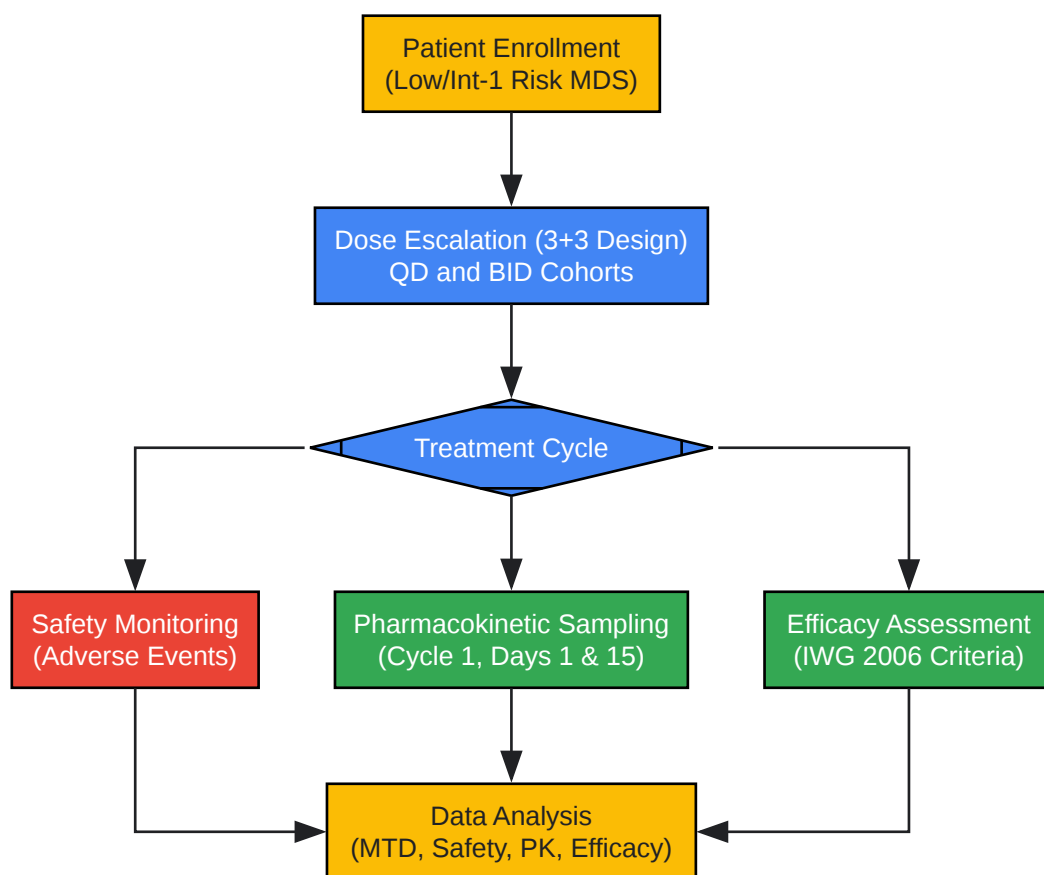 Patient Enrollment
(Low/Int-1 Risk MDS)
Dose Escalation (3+3 Design)
QD and BID Cohorts
Treatment Cycle
Safety Monitoring
(Adverse Events)
Pharmacokinetic Sampling
(Cycle 1, Days 1 & 15)
Efficacy Assessment
(IWG 2006 Criteria)
Data Analysis
(MTD, Safety, PK, Efficacy)